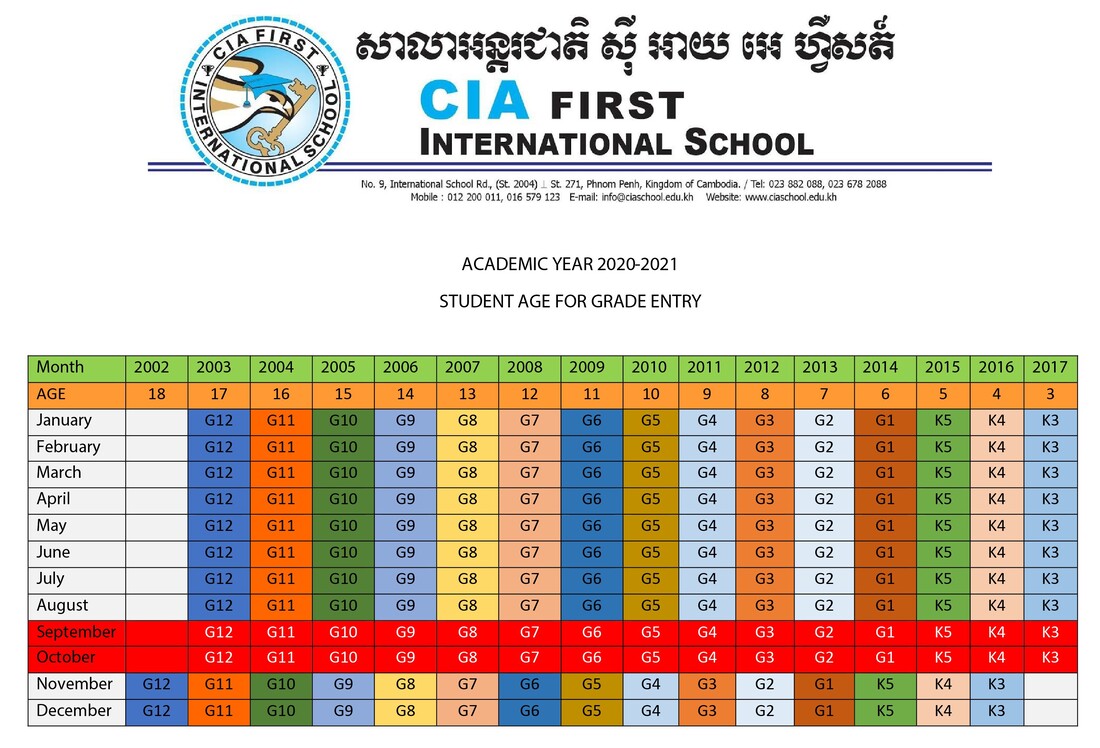 CIA FIRST
INTERNATIONAL SCHOOL
សាលាអន្តរជាតិ ស៊ី អាយ អេ ហ្វឺសត៍
CIA FIRST
INTERNATIONAL SCHOOL
No. 9, International School Rd., (St. 2004) ⊥ St. 271, Phnom Penh, Kingdom of Cambodia. / Tel: 023 882 088, 023 678 2088
Mobile : 012 200 011, 016 579 123 E-mail: info@ciaschool.edu.kh Website: www.ciaschool.edu.kh
ACADEMIC YEAR 2020-2021
STUDENT AGE FOR GRADE ENTRY
Month 2002 2003 2004 2005 2006 2007 2008 2009 2010 2011 2012 2013 2014 2015 2016 2017
AGE 18 17 16 15 14 13 12 11 10 9 8 7 6 5 4 3
January G12 G11 G10 G9 G8 G7 G6 G5 G4 G3 G2 G1 K5 K4 K3
February G12 G11 G10 G9 G8 G7 G6 G5 G4 G3 G2 G1 K5 K4 K3
March G12 G11 G10 G9 G8 G7 G6 G5 G4 G3 G2 G1 K5 K4 K3
April G12 G11 G10 G9 G8 G7 G6 G5 G4 G3 G2 G1 K5 K4 K3
May G12 G11 G10 G9 G8 G7 G6 G5 G4 G3 G2 G1 K5 K4 K3
June G12 G11 G10 G9 G8 G7 G6 G5 G4 G3 G2 G1 K5 K4 K3
July G12 G11 G10 G9 G8 G7 G6 G5 G4 G3 G2 G1 K5 K4 K3
August G12 G11 G10 G9 G8 G7 G6 G5 G4 G3 G2 G1 K5 K4 K3
September G12 G11 G10 G9 G8 G7 G6 G5 G4 G3 G2 G1 K5 K4 K3
October G12 G11 G10 G9 G8 G7 G6 G5 G4 G3 G2 G1 K5 K4 K3
November G12 G11 G10 G9 G8 G7 G6 G5 G4 G3 G2 G1 K5 K4 K3
December G12 G11 G10 G9 G8 G7 G6 G5 G4 G3 G2 G1 K5 K4 K3